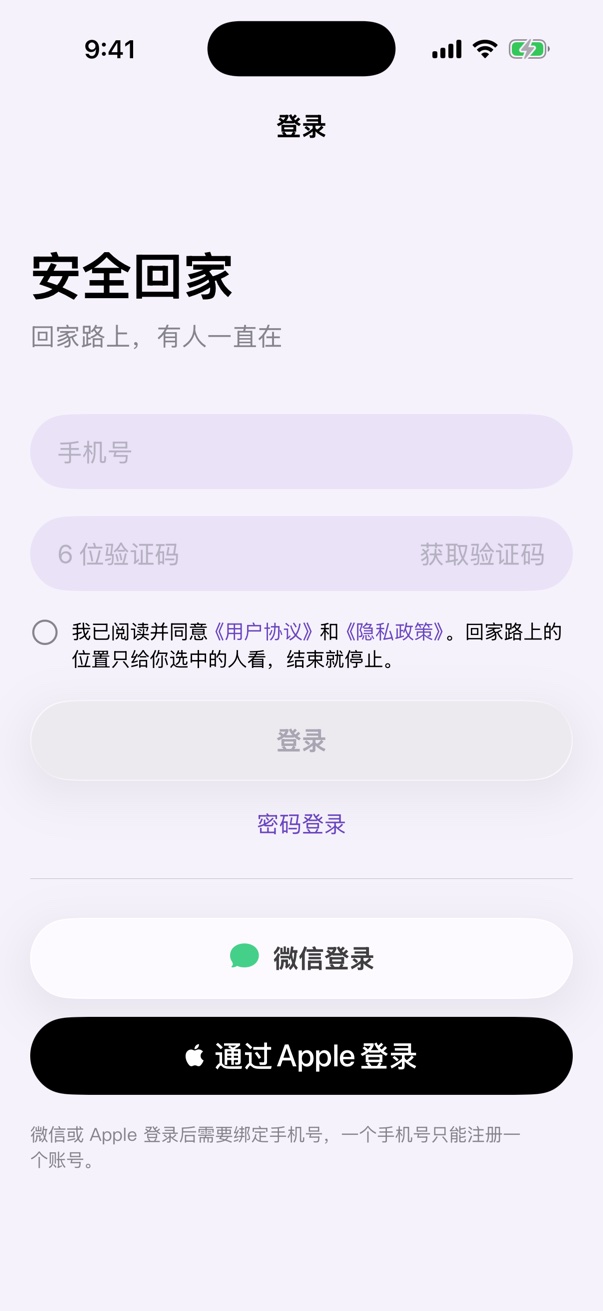 9:41
登录
安全回家
回家路上，有人一直在
手机号
6 位验证码 获取验证码
我已阅读并同意《用户协议》和《隐私政策》。回家路上的
位置只给你选中的人看，结束就停止。
登录
密码登录
微信登录
通过 Apple 登录
微信或 Apple 登录后需要绑定手机号，一个手机号只能注册一
个账号。